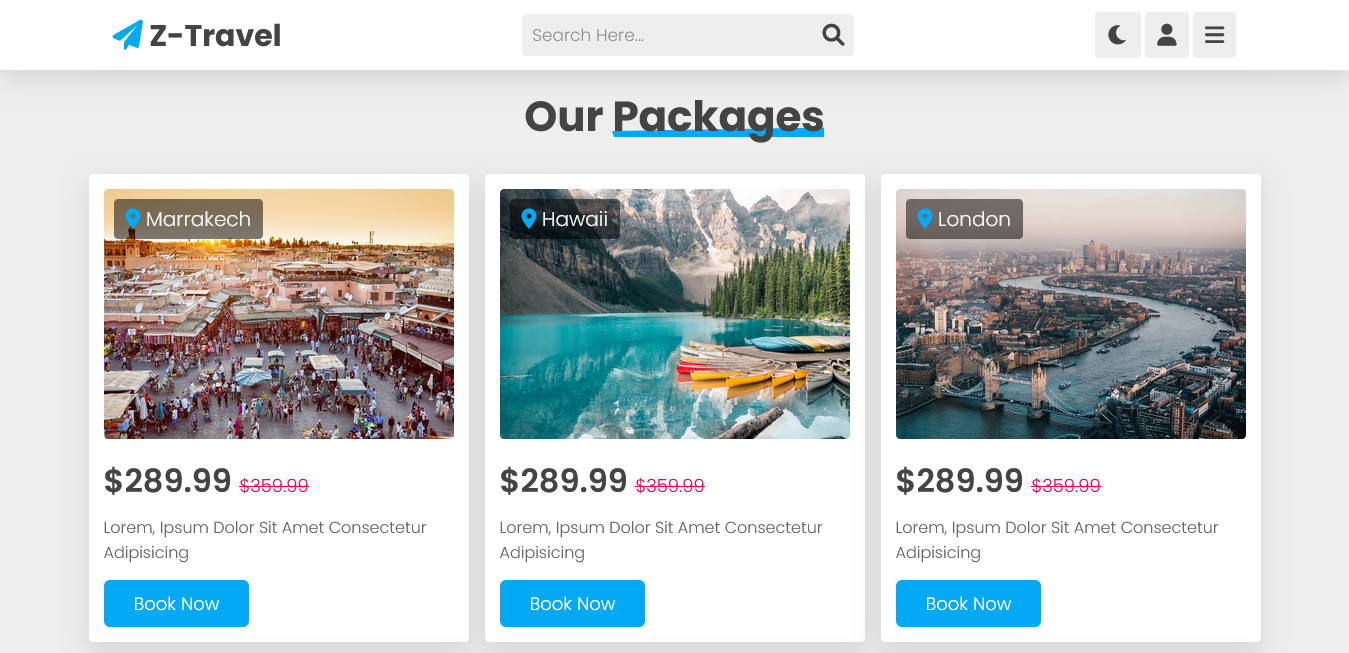 Z-Travel
Search Here...
Our Packages
Marrakech
Hawaii
London
$289.99 $359.99
Lorem, Ipsum Dolor Sit Amet Consectetur
Adipisicing
Book Now
$289.99 $359.99
Lorem, Ipsum Dolor Sit Amet Consectetur
Adipisicing
Book Now
$289.99 $359.99
Lorem, Ipsum Dolor Sit Amet Consectetur
Adipisicing
Book Now